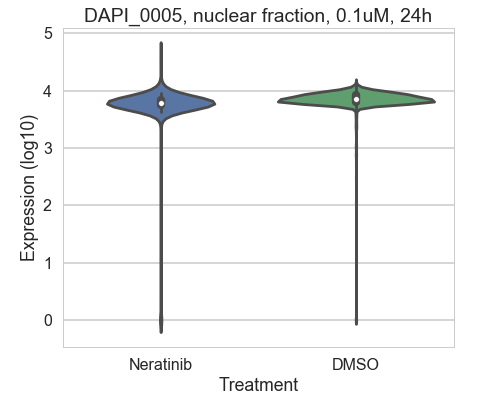 DAPI_0005, nuclear fraction, 0.1uM, 24h
5
4
3
2
1
0
Expression (log10)
Neratinib
DMSO
Treatment